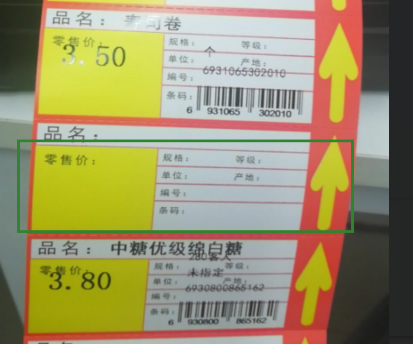 品名：寿司卷
零售价：
3.50
规格： 等级：
单位：个 产地：
编号：6931065302010
条码：
6 931065 302010
品名：
零售价：
规格： 等级：
单位： 产地：
编号：
条码：
品名：中糖优级绵白糖
零售价：
3.80
规格： 等级：
单位：未指定 产地：
编号：6930800865162
条码：
6 930800 865162